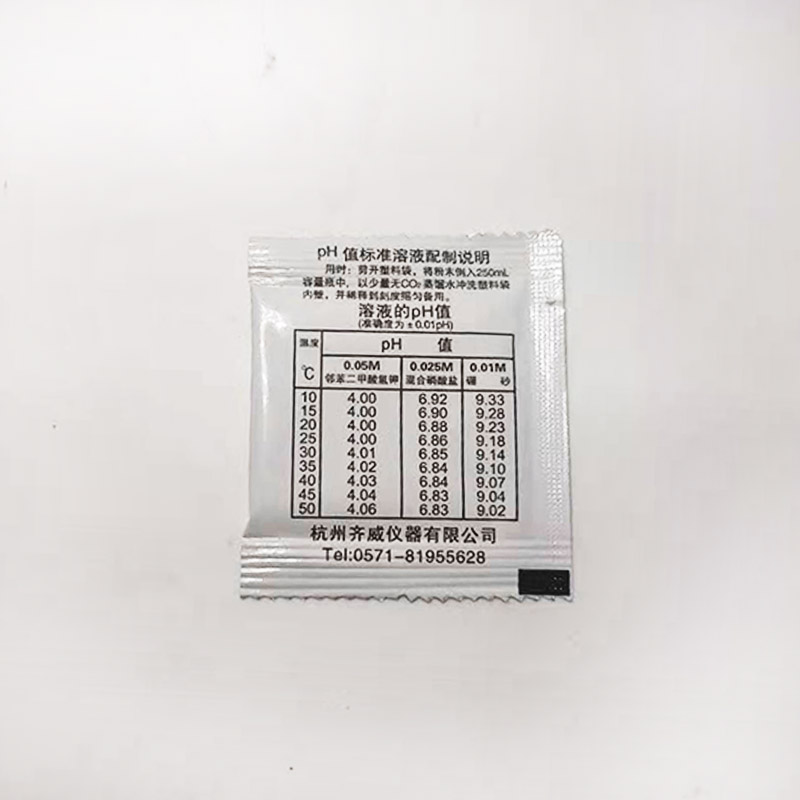 pH 值标准溶液配制说明
用时：剪开塑料袋，将粉末倒入250mL
容量瓶中，以少量无CO₂蒸馏水冲洗塑料袋
内壁，并稀释到刻度摇匀备用。
溶液的pH值
(准确度为±0.01pH)
温度 pH 值
℃ 0.05M 0.025M 0.01M
邻苯二甲酸氢钾 混合磷酸盐 硼 砂
10 4.00 6.92 9.33
15 4.00 6.90 9.28
20 4.00 6.88 9.23
25 4.00 6.86 9.18
30 4.01 6.85 9.14
35 4.02 6.84 9.10
40 4.03 6.84 9.07
45 4.04 6.83 9.04
50 4.06 6.83 9.02
杭州齐威仪器有限公司
Tel:0571-81955628